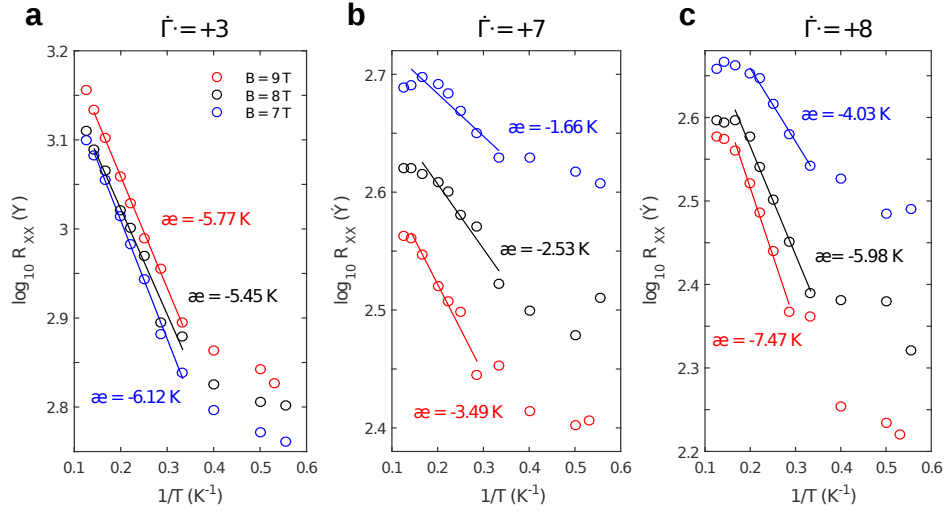 a
Γ̇·=+3
3.2
3.1
3
2.9
2.8
log10 RXX (Ý)
B = 9 T
B = 8 T
B = 7 T
æ = -5.77 K
æ = -5.45 K
æ = -6.12 K
0.1 0.2 0.3 0.4 0.5 0.6
1/T (K-1)
b
Γ̇·=+7
2.7
2.6
2.5
2.4
log10 RXX (Ý)
æ = -1.66 K
æ = -2.53 K
æ = -3.49 K
0.1 0.2 0.3 0.4 0.5 0.6
1/T (K-1)
c
Γ̇·=+8
2.7
2.6
2.5
2.4
2.3
2.2
log10 RXX (Ý)
æ = -4.03 K
æ = -5.98 K
æ = -7.47 K
0.1 0.2 0.3 0.4 0.5 0.6
1/T (K-1)